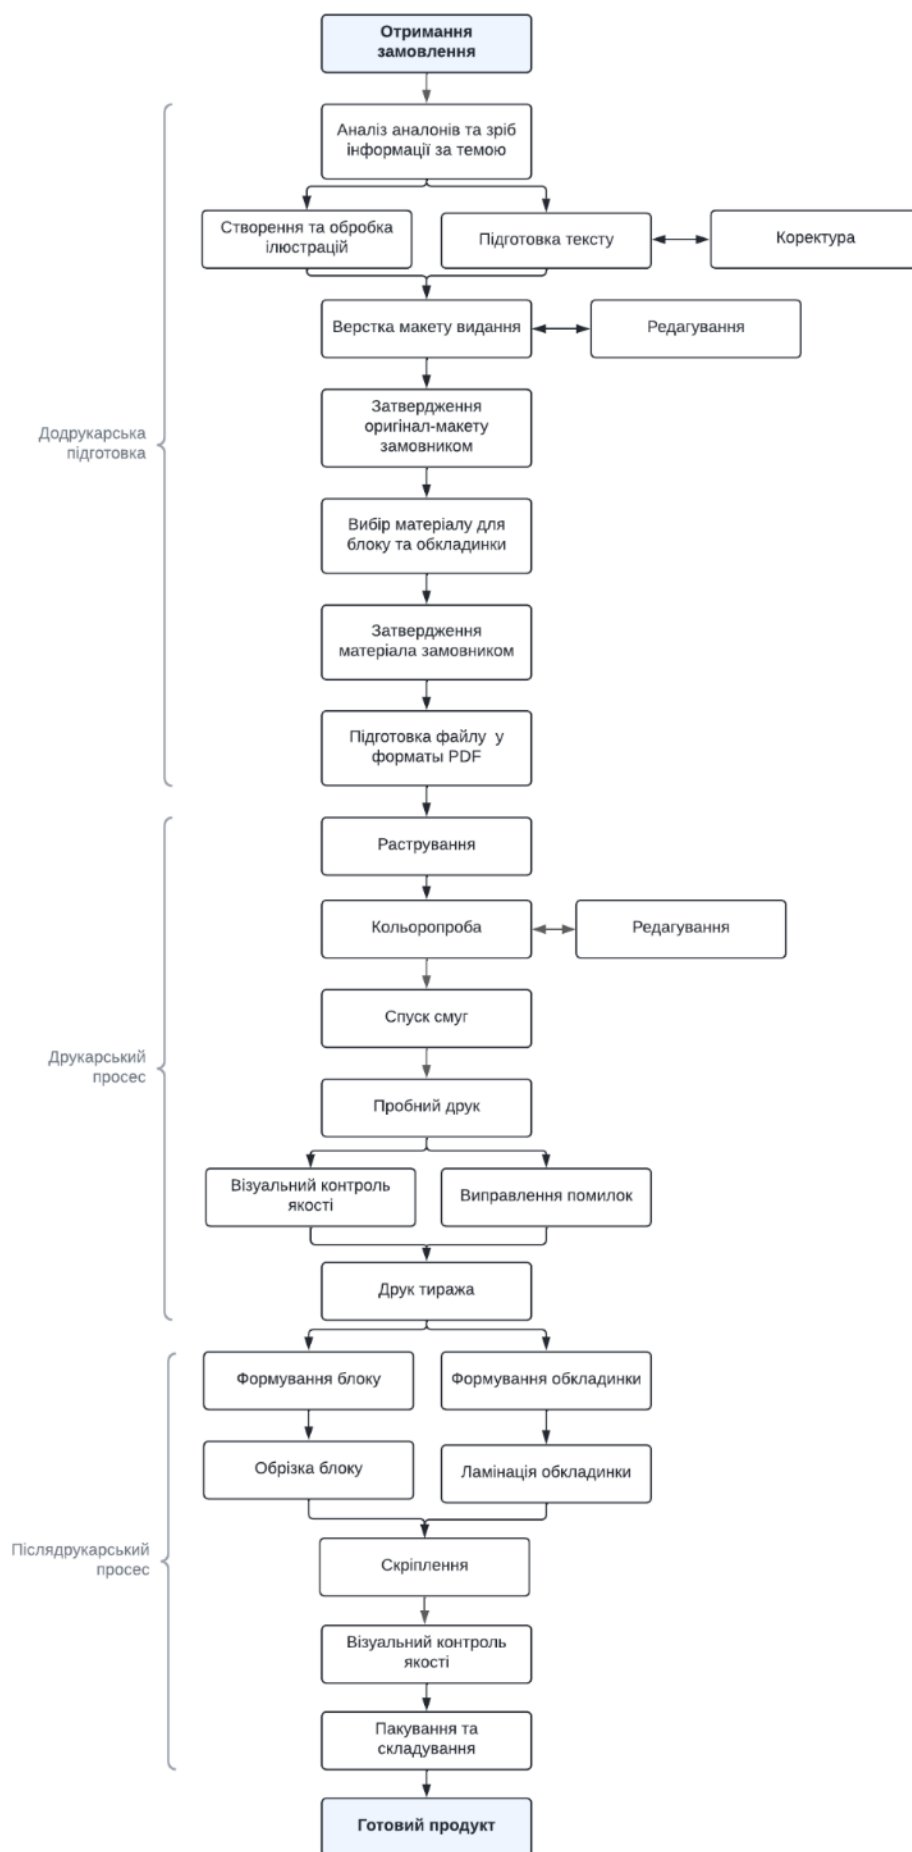 Отримання
замовлення
Аналіз аналонів та зріб
інформації за темою
Створення та обробка
ілюстрацій
Підготовка тексту
Коректура
Верстка макету видання
Редагування
Затвердження
оригінал-макету
замовником
Додрукарська
підготовка
Вибір матеріалу для
блоку та обкладинки
Затвердження
матеріала замовником
Підготовка файлу у
форматы PDF
Растрування
Кольоропроба
Редагування
Спуск смуг
Друкарський
просес
Пробний друк
Візуальний контроль
якості
Виправлення помилок
Друк тиража
Формування блоку
Формування обкладинки
Обрізка блоку
Ламінація обкладинки
Післядрукарський
просес
Скріплення
Візуальний контроль
якості
Пакування та
складування
Готовий продукт